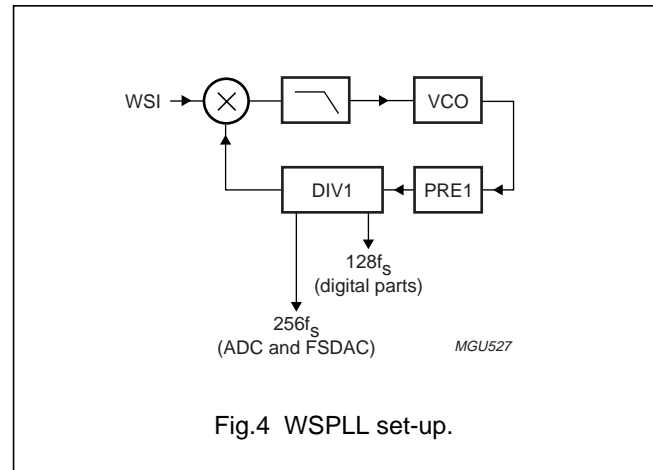 WSI
VCO
DIV1
PRE1
128fs
(digital parts)
256fs
(ADC and FSDAC)
MGU527
Fig.4 WSPLL set-up.